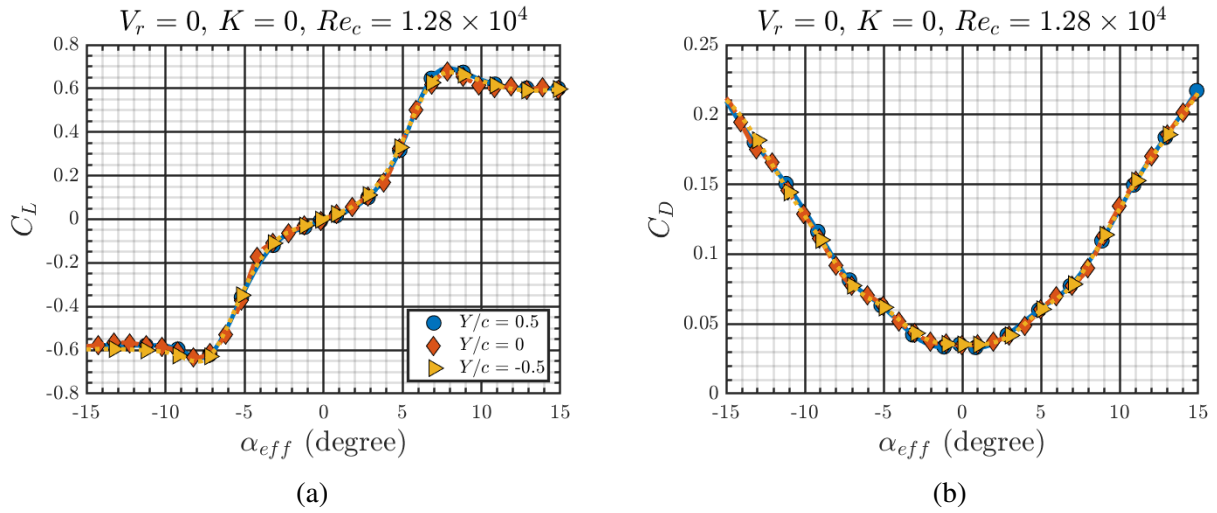 V_r = 0, K = 0, Re_c = 1.28 × 10^4
0.8
0.6
0.4
0.2
0
-0.2
-0.4
-0.6
-0.8
C_L
Y/c = 0.5
Y/c = 0
Y/c = -0.5
-15 -10 -5 0 5 10 15
α_eff (degree)
(a)
V_r = 0, K = 0, Re_c = 1.28 × 10^4
0.25
0.2
0.15
0.1
0.05
0
C_D
-15 -10 -5 0 5 10 15
α_eff (degree)
(b)